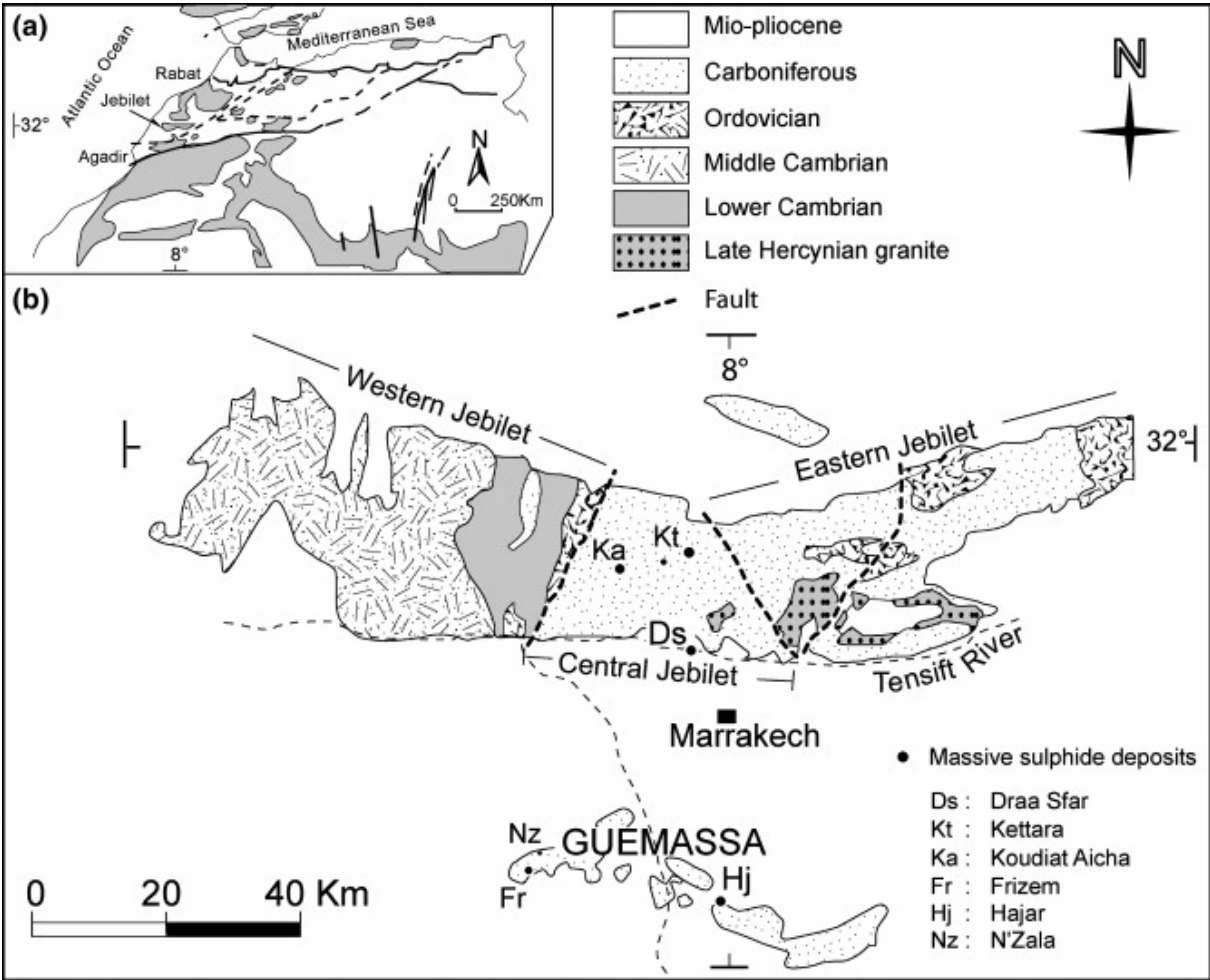 (a)
Mediterranean Sea
Atlantic Ocean
Rabat
Jebilet
32°
Agadir
N
0 250Km
8°
Mio-pliocene
Carboniferous
Ordovician
Middle Cambrian
Lower Cambrian
Late Hercynian granite
Fault
N
(b)
8°
Western Jebilet
Eastern Jebilet
32°
Ka
Kt
Ds
Central Jebilet
Tensift River
Marrakech
Massive sulphide deposits
Ds : Draa Sfar
Kt : Kettara
Ka : Koudiat Aicha
Fr : Frizem
Hj : Hajar
Nz : N'Zala
Nz
GUEMASSA
Fr
Hj
0 20 40 Km